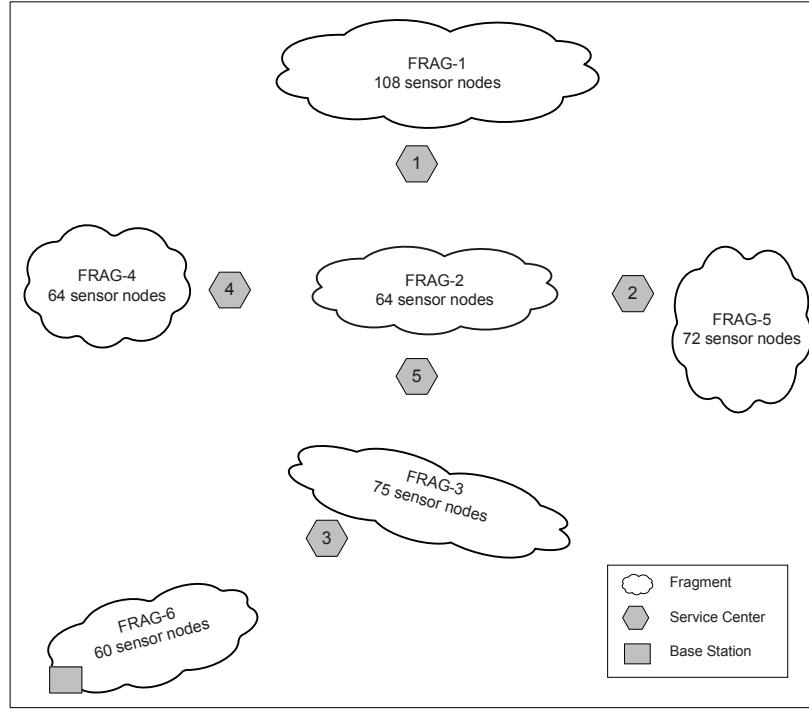 FRAG-1
108 sensor nodes
1
FRAG-4
64 sensor nodes
4
FRAG-2
64 sensor nodes
2
FRAG-5
72 sensor nodes
5
FRAG-3
75 sensor nodes
3
FRAG-6
60 sensor nodes
Fragment
Service Center
Base Station